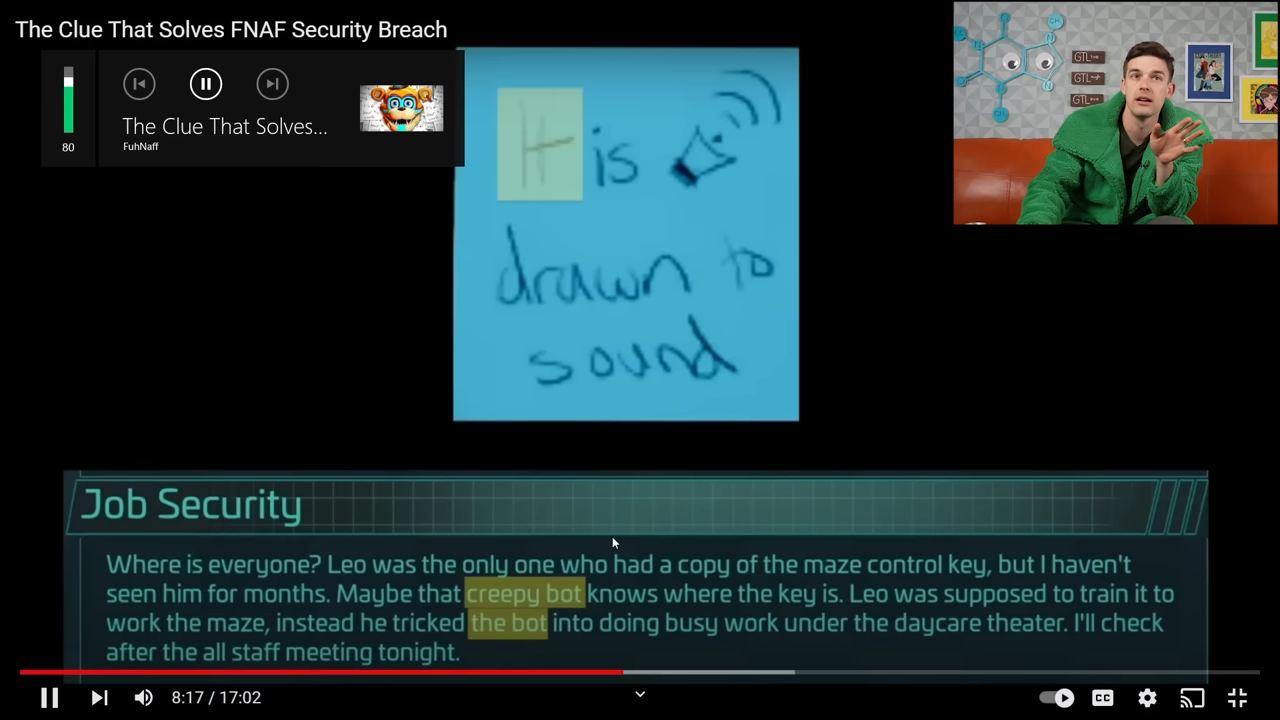 The Clue That Solves FNAF Security Breach
The Clue That Solves...
FuhNaff
80
It is
drawn to
sound
GTLive
GTL
GTLive
Job Security
Where is everyone? Leo was the only one who had a copy of the maze control key, but I haven't
seen him for months. Maybe that creepy bot knows where the key is. Leo was supposed to train it to
work the maze, instead he tricked the bot into doing busy work under the daycare theater. I'll check
after the all staff meeting tonight.
8:17 / 17:02
CC